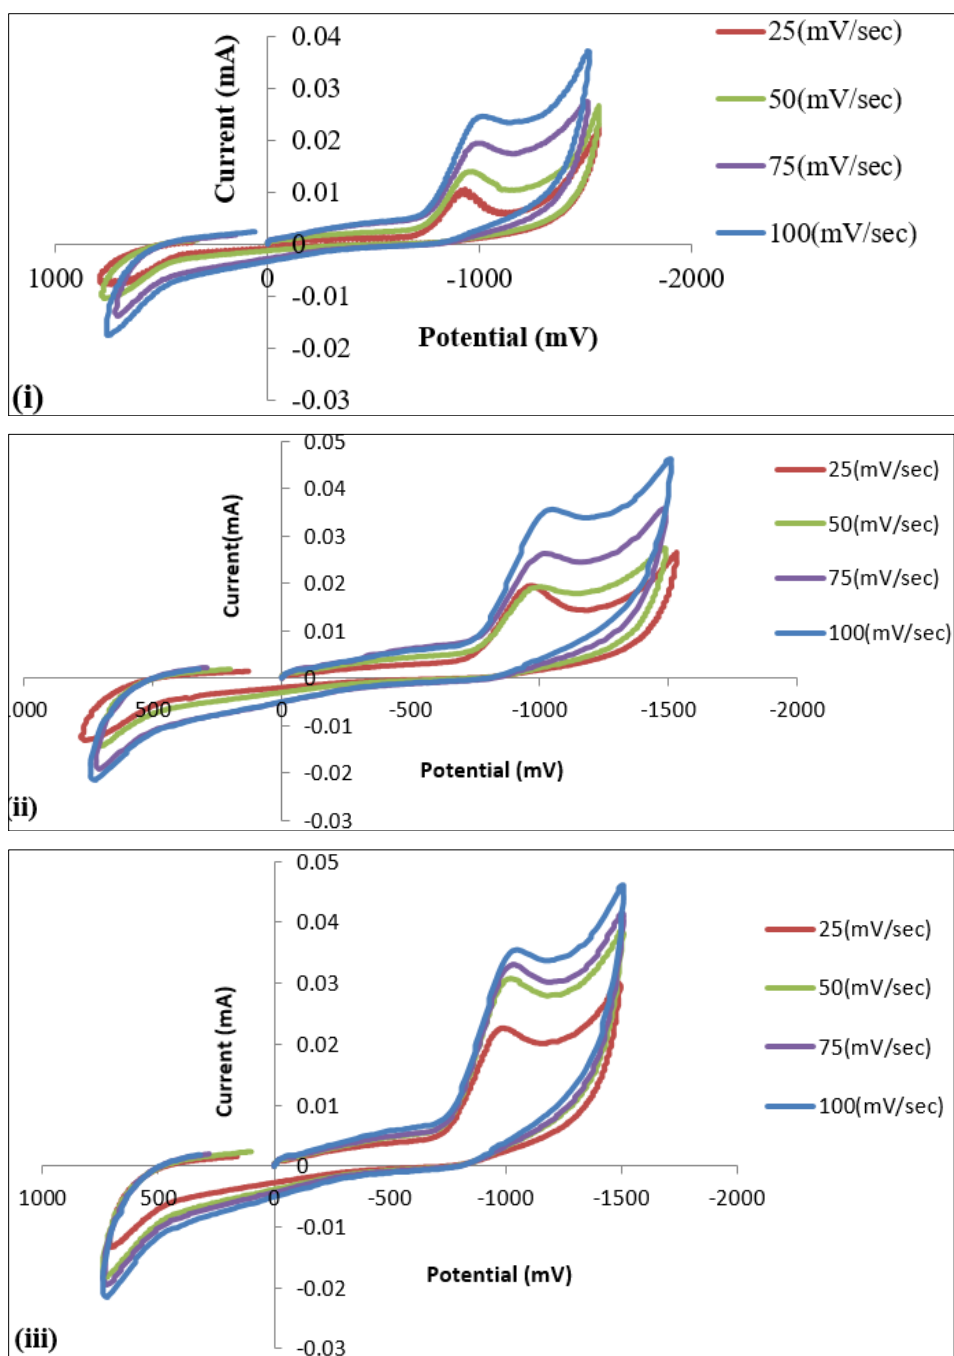 0.04
0.03
0.02
0.01
0
-0.01
-0.02
-0.03
1000 0 -1000 -2000
Current (mA)
Potential (mV)
25(mV/sec)
50(mV/sec)
75(mV/sec)
100(mV/sec)
(i)
0.05
0.04
0.03
0.02
0.01
0
-0.01
-0.02
-0.03
1000 500 0 -500 -1000 -1500 -2000
Current(mA)
Potential (mV)
25(mV/sec)
50(mV/sec)
75(mV/sec)
100(mV/sec)
(ii)
0.05
0.04
0.03
0.02
0.01
0
-0.01
-0.02
-0.03
1000 500 0 -500 -1000 -1500 -2000
Current (mA)
Potential (mV)
25(mV/sec)
50(mV/sec)
75(mV/sec)
100(mV/sec)
(iii)